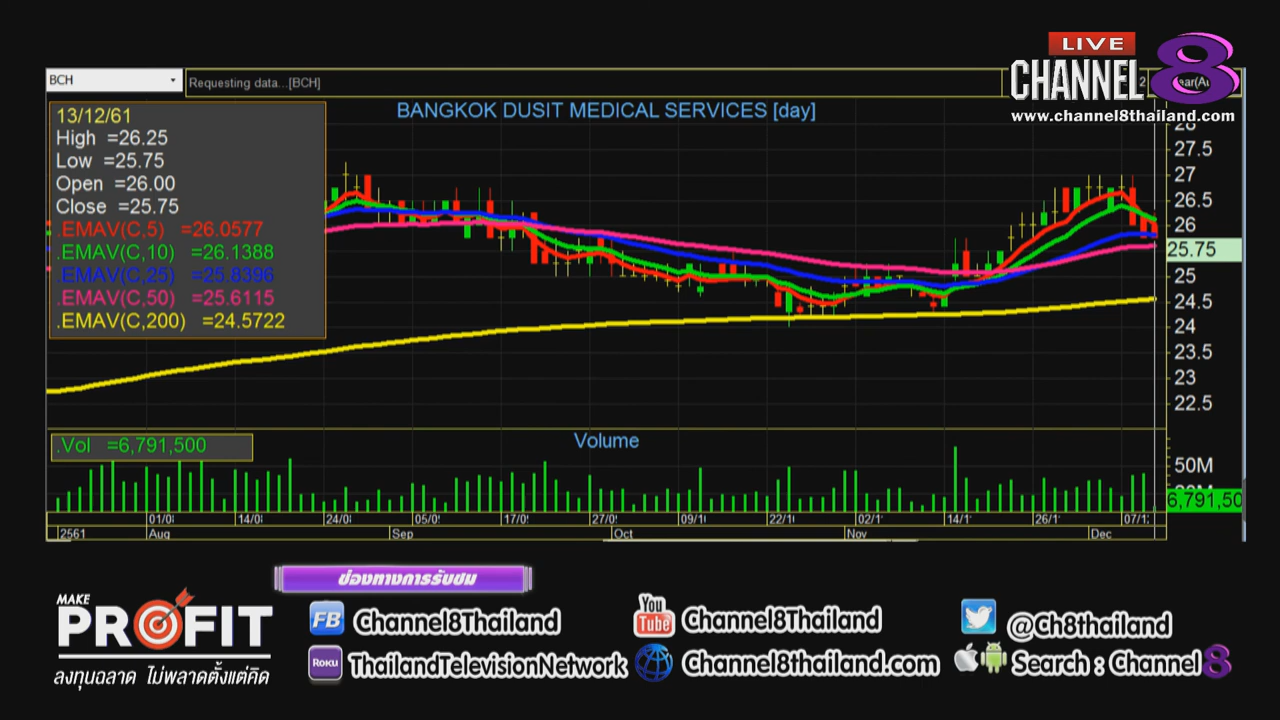 LIVE
CHANNEL 8
www.channel8thailand.com
BCH
Requesting data...[BCH]
BANGKOK DUSIT MEDICAL SERVICES [day]
13/12/61
High =26.25
Low =25.75
Open =26.00
Close =25.75
.EMAV(C,5) =26.0577
.EMAV(C,10) =26.1388
.EMAV(C,25) =25.8396
.EMAV(C,50) =25.6115
.EMAV(C,200) =24.5722
28
27.5
27
26.5
26
25.75
25
24.5
24
23.5
23
22.5
.Vol =6,791,500
Volume
50M
6,791,50
01/0
14/0
24/0
05/0
17/0
27/0
09/1
22/1
02/1
14/1
26/1
07/1
2561 Aug Sep Oct Nov Dec
ช่องทางการรับชม
MAKE
PROFIT
ลงทุนฉลาด ไม่พลาดตั้งแต่คิด
FB Channel8Thailand
You Tube Channel8Thailand
@Ch8thailand
Roku ThailandTelevisionNetwork
Channel8thailand.com
Search : Channel 8